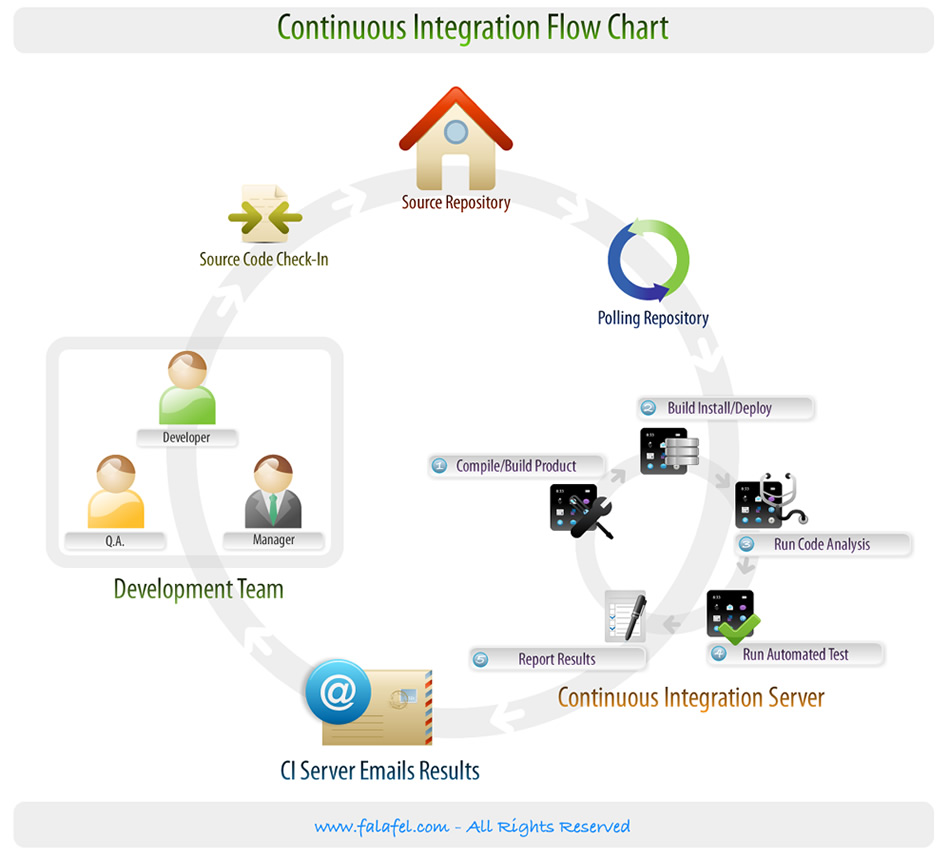 Continuous Integration Flow Chart
Source Repository
Source Code Check-In
Polling Repository
Developer
Q.A.
Manager
Development Team
2 Build Install/Deploy
1 Compile/Build Product
3 Run Code Analysis
4 Run Automated Test
5 Report Results
Continuous Integration Server
@
CI Server Emails Results
www.falafel.com - All Rights Reserved